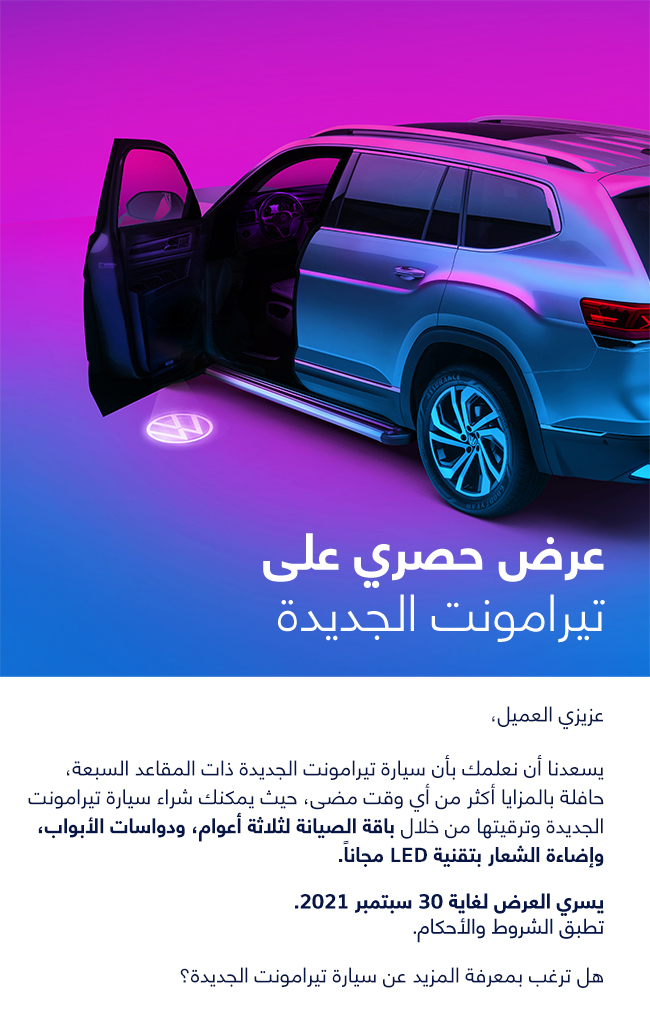 عرض حصري على
تيرامونت الجديدة
عزيزي العميل،
يسعدنا أن نعلمك بأن سيارة تيرامونت الجديدة ذات المقاعد السبعة،
حافلة بالمزايا أكثر من أي وقت مضى، حيث يمكنك شراء سيارة تيرامونت
الجديدة وترقيتها من خلال باقة الصيانة لثلاثة أعوام، ودواسات الأبواب،
وإضاءة الشعار بتقنية LED مجاناً.
يسري العرض لغاية 30 سبتمبر 2021.
تطبق الشروط والأحكام.
هل ترغب بمعرفة المزيد عن سيارة تيرامونت الجديدة؟